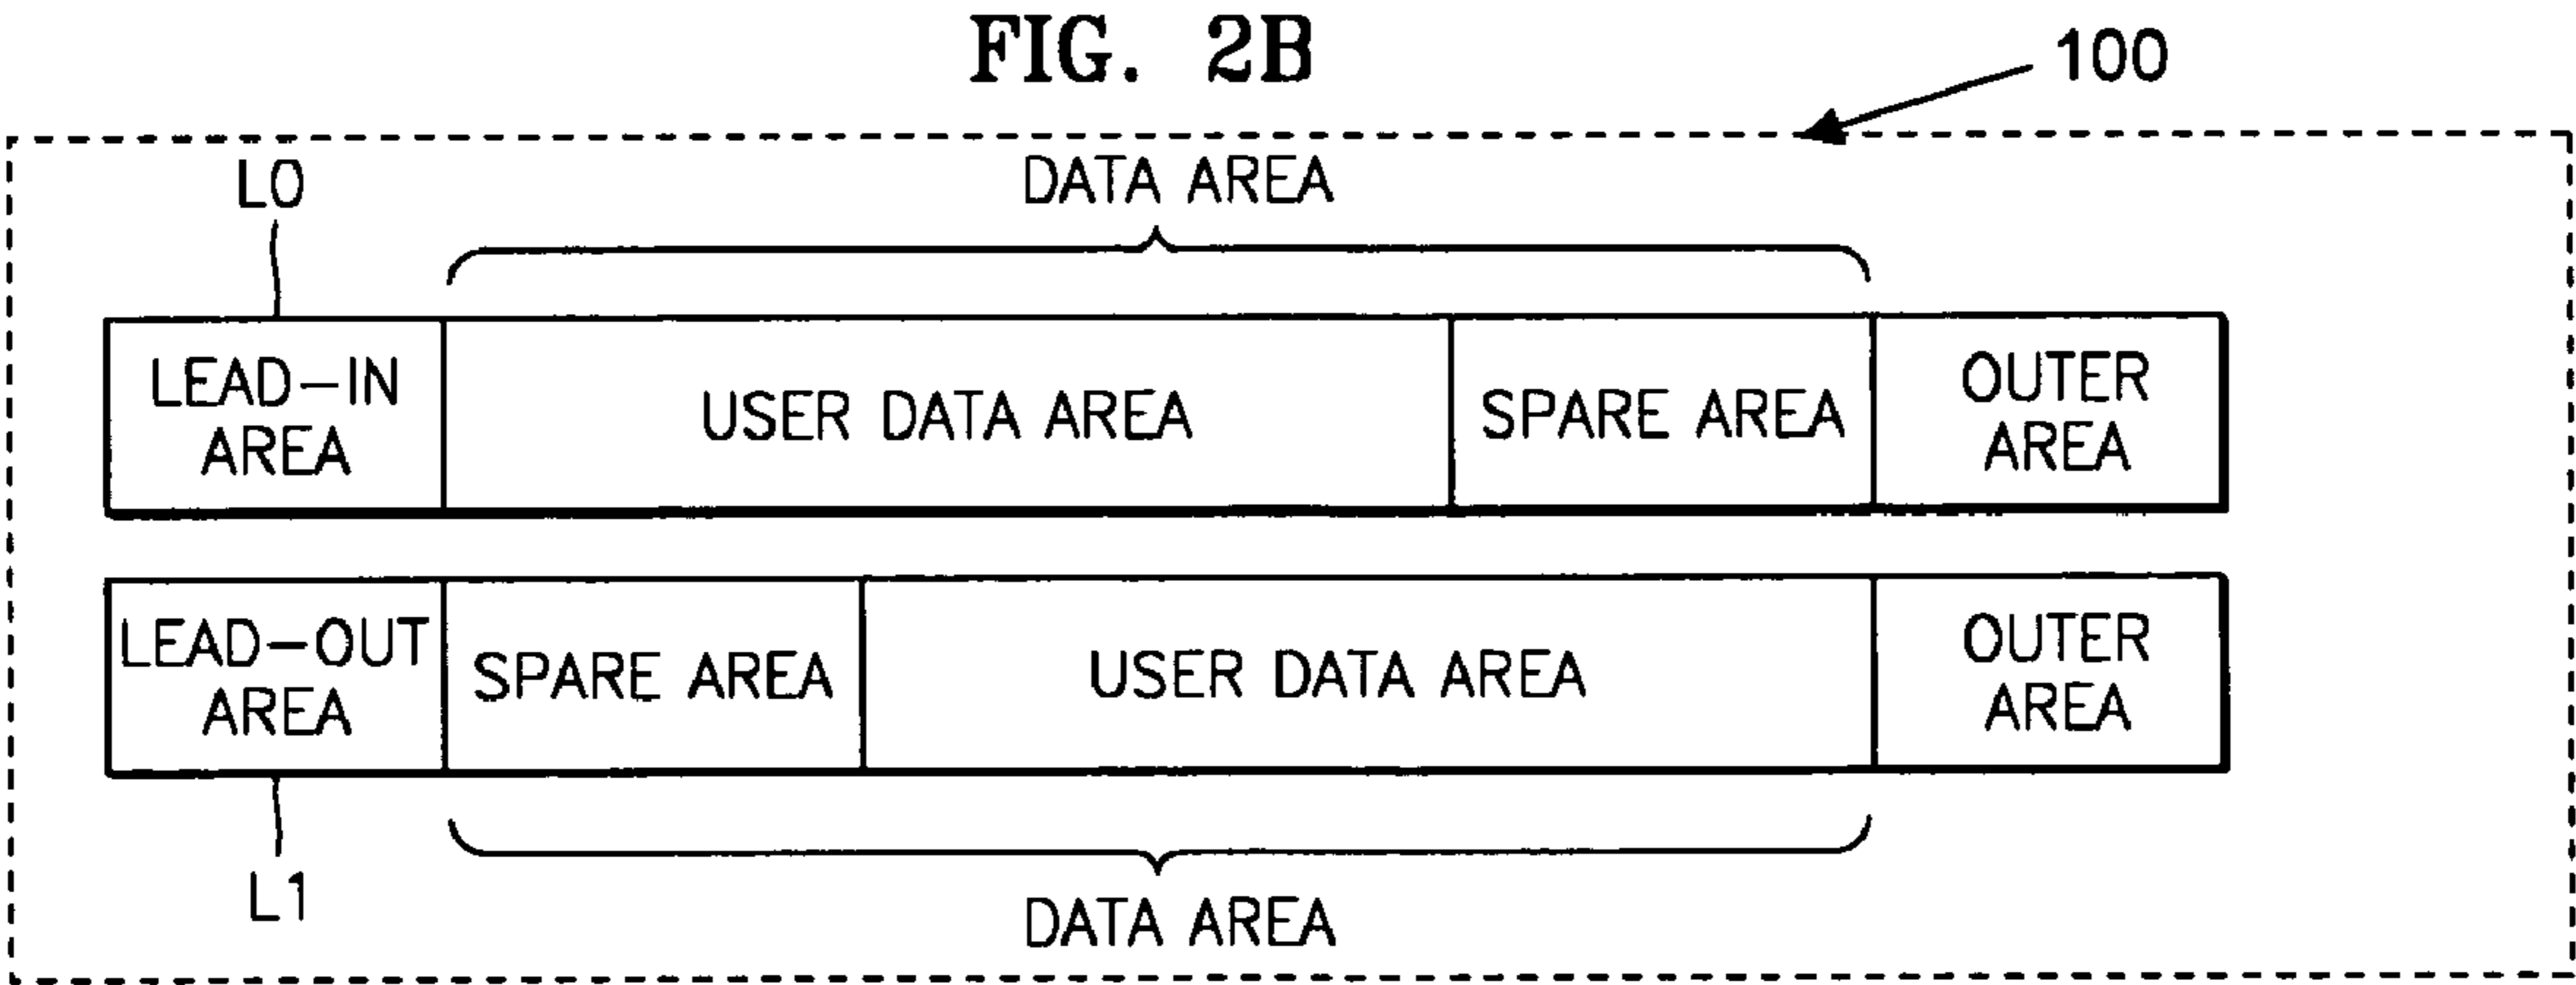 FIG. 2B
100
L0
DATA AREA
LEAD-IN
AREA
USER DATA AREA
SPARE AREA
OUTER
AREA
LEAD-OUT
AREA
SPARE AREA
USER DATA AREA
OUTER
AREA
L1
DATA AREA